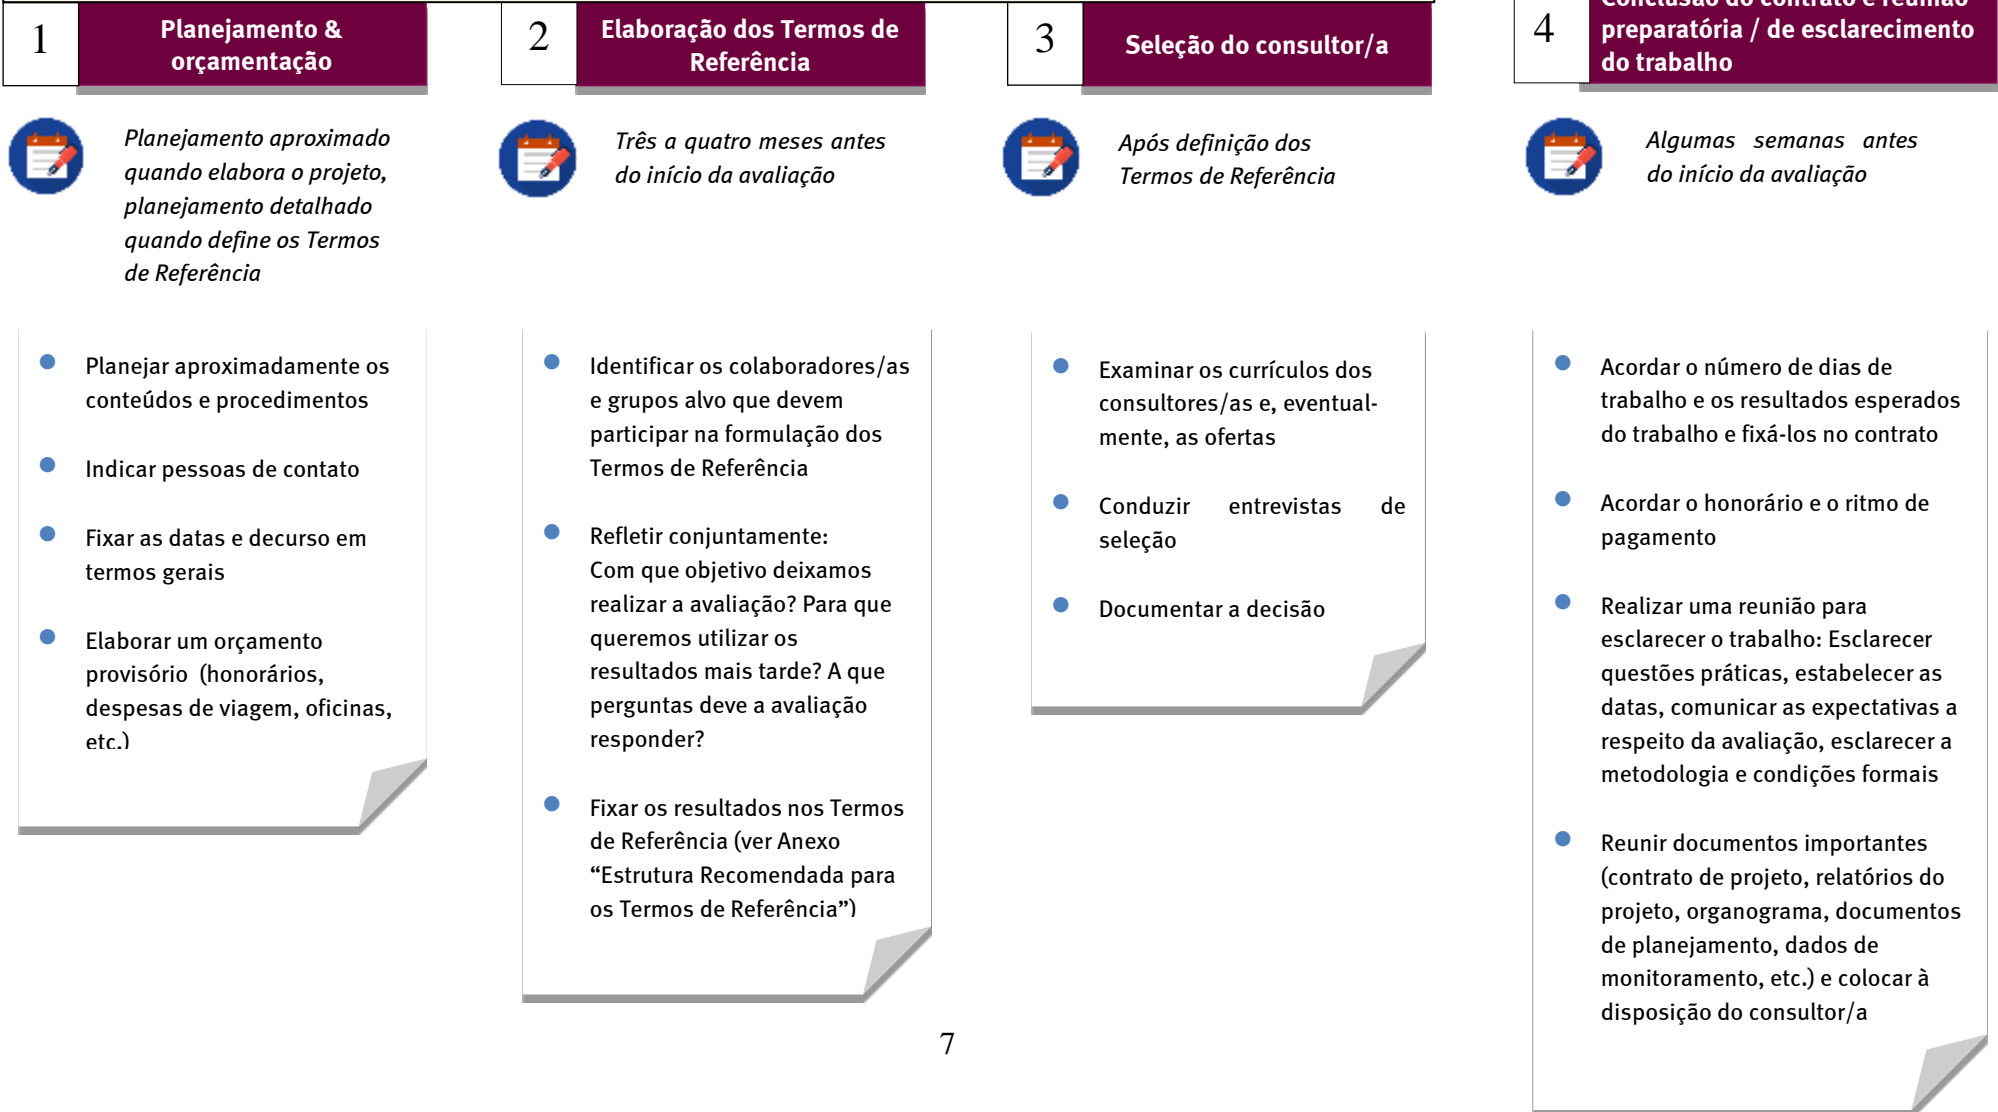 1
Planejamento &
orçamentação
Planejamento aproximado
quando elabora o projeto,
planejamento detalhado
quando define os Termos
de Referência
Planejar aproximadamente os
conteúdos e procedimentos
Indicar pessoas de contato
Fixar as datas e decurso em
termos gerais
Elaborar um orçamento
provisório (honorários,
despesas de viagem, oficinas,
etc.)
2
Elaboração dos Termos de
Referência
Três a quatro meses antes
do início da avaliação
Identificar os colaboradores/as
e grupos alvo que devem
participar na formulação dos
Termos de Referência
Refletir conjuntamente:
Com que objetivo deixamos
realizar a avaliação? Para que
queremos utilizar os
resultados mais tarde? A que
perguntas deve a avaliação
responder?
Fixar os resultados nos Termos
de Referência (ver Anexo
“Estrutura Recomendada para
os Termos de Referência”)
3
Seleção do consultor/a
Após definição dos
Termos de Referência
Examinar os currículos dos
consultores/as e, eventual-
mente, as ofertas
Conduzir entrevistas de
seleção
Documentar a decisão
4
Conclusão do contrato e reunião
preparatória / de esclarecimento
do trabalho
Algumas semanas antes
do início da avaliação
Acordar o número de dias de
trabalho e os resultados esperados
do trabalho e fixá-los no contrato
Acordar o honorário e o ritmo de
pagamento
Realizar uma reunião para
esclarecer o trabalho: Esclarecer
questões práticas, estabelecer as
datas, comunicar as expectativas a
respeito da avaliação, esclarecer a
metodologia e condições formais
Reunir documentos importantes
(contrato de projeto, relatórios do
projeto, organograma, documentos
de planejamento, dados de
monitoramento, etc.) e colocar à
disposição do consultor/a
7